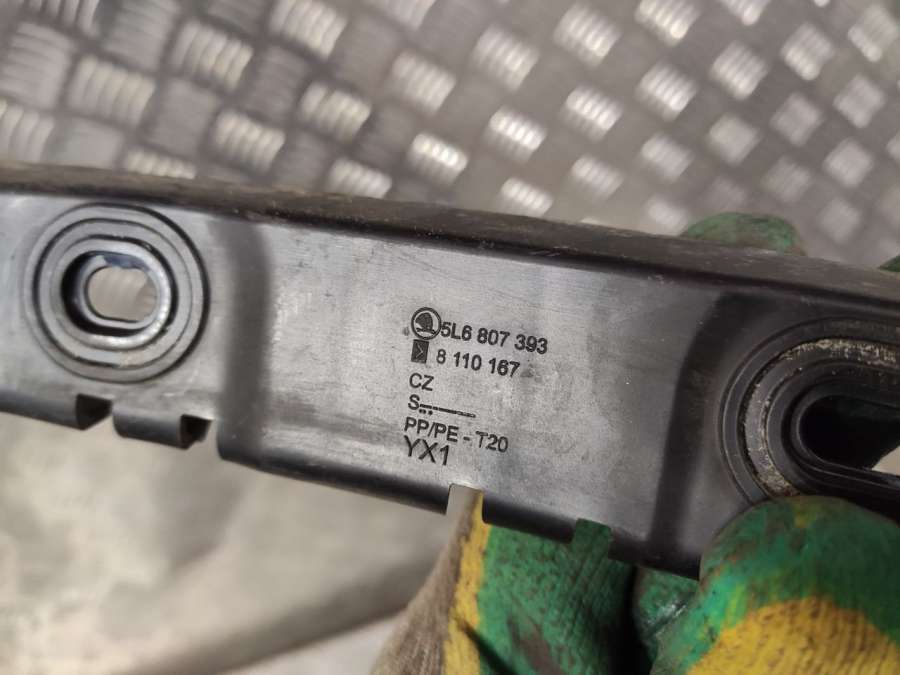 5L6 807 393
8 110 167
CZ
S
PP/PE - T20
YX1